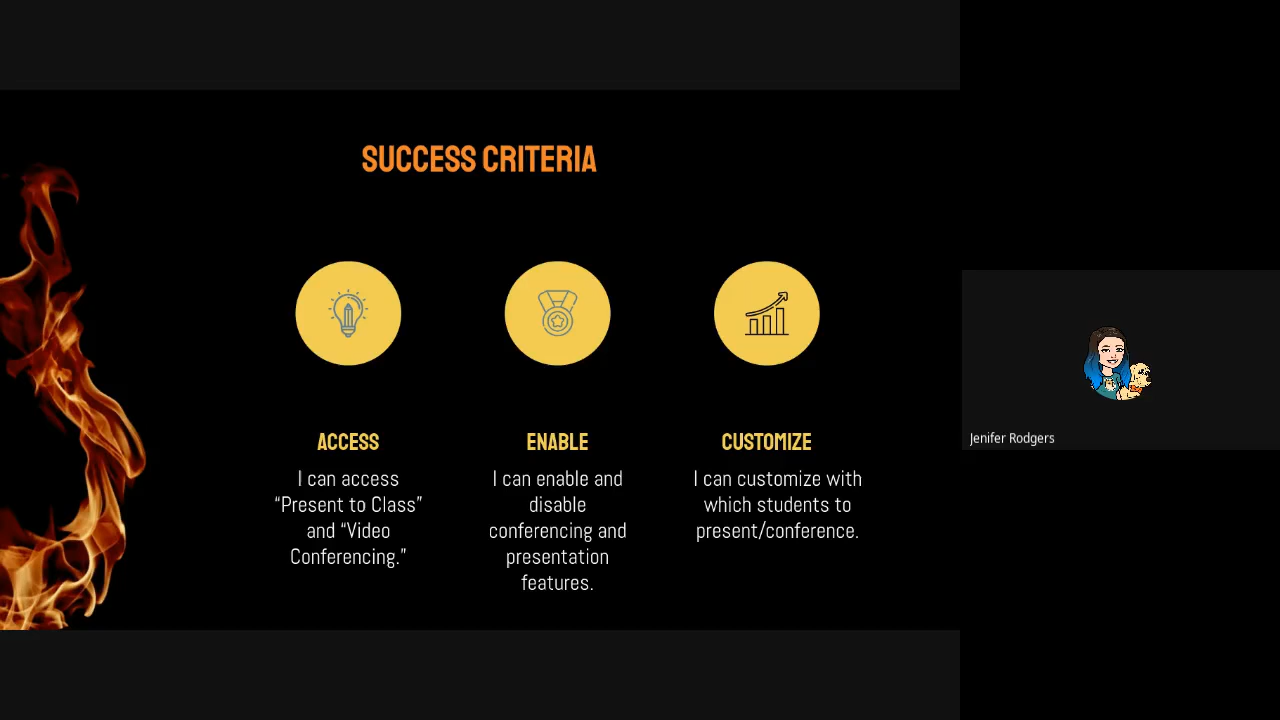 SUCCESS CRITERIA
ACCESS
I can access
“Present to Class”
and “Video
Conferencing.”
ENABLE
I can enable and
disable
conferencing and
presentation
features.
CUSTOMIZE
I can customize with
which students to
present/conference.
Jenifer Rodgers